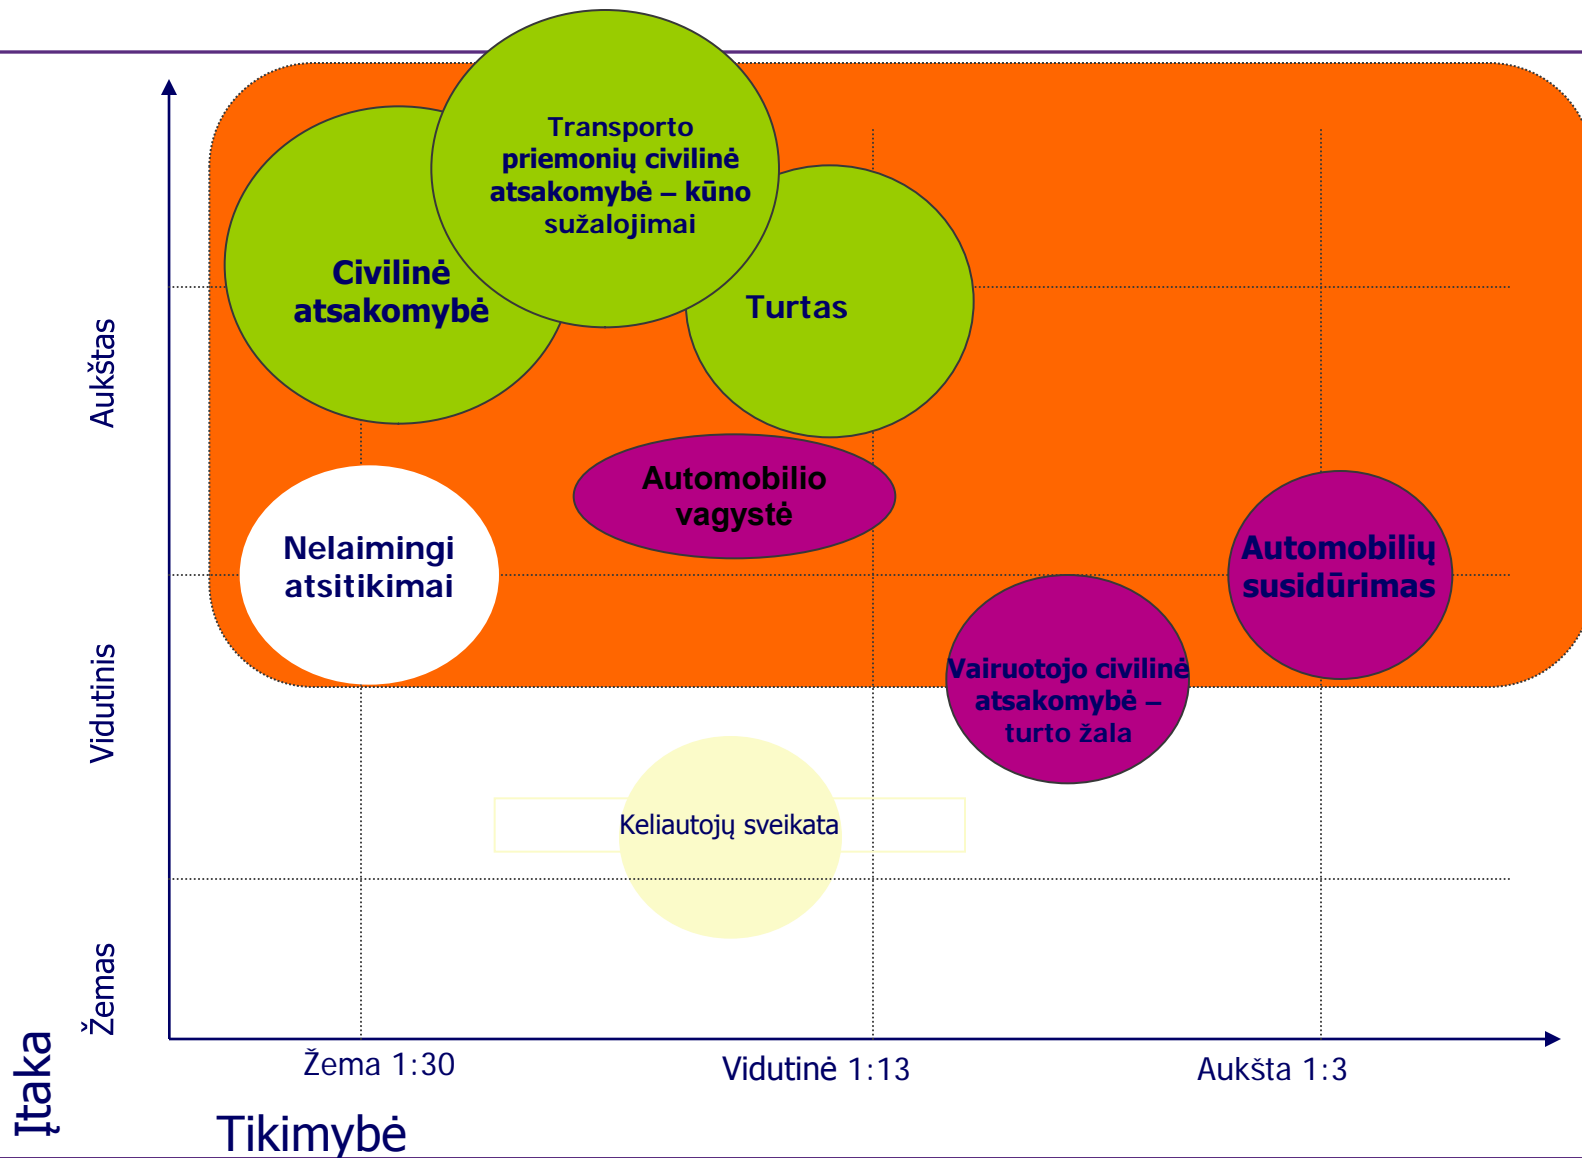 Transporto
priemonių civilinė
atsakomybė – kūno
sužalojimai
Civilinė
atsakomybė
Turtas
Aukštas
Automobilio
vagystė
Nelaimingi
atsitikimai
Automobilių
susidūrimas
Vidutinis
Vairuotojo civilinė
atsakomybė –
turto žala
Keliautojų sveikata
Žemas
Įtaka
Žema 1:30
Vidutinė 1:13
Aukšta 1:3
Tikimybė